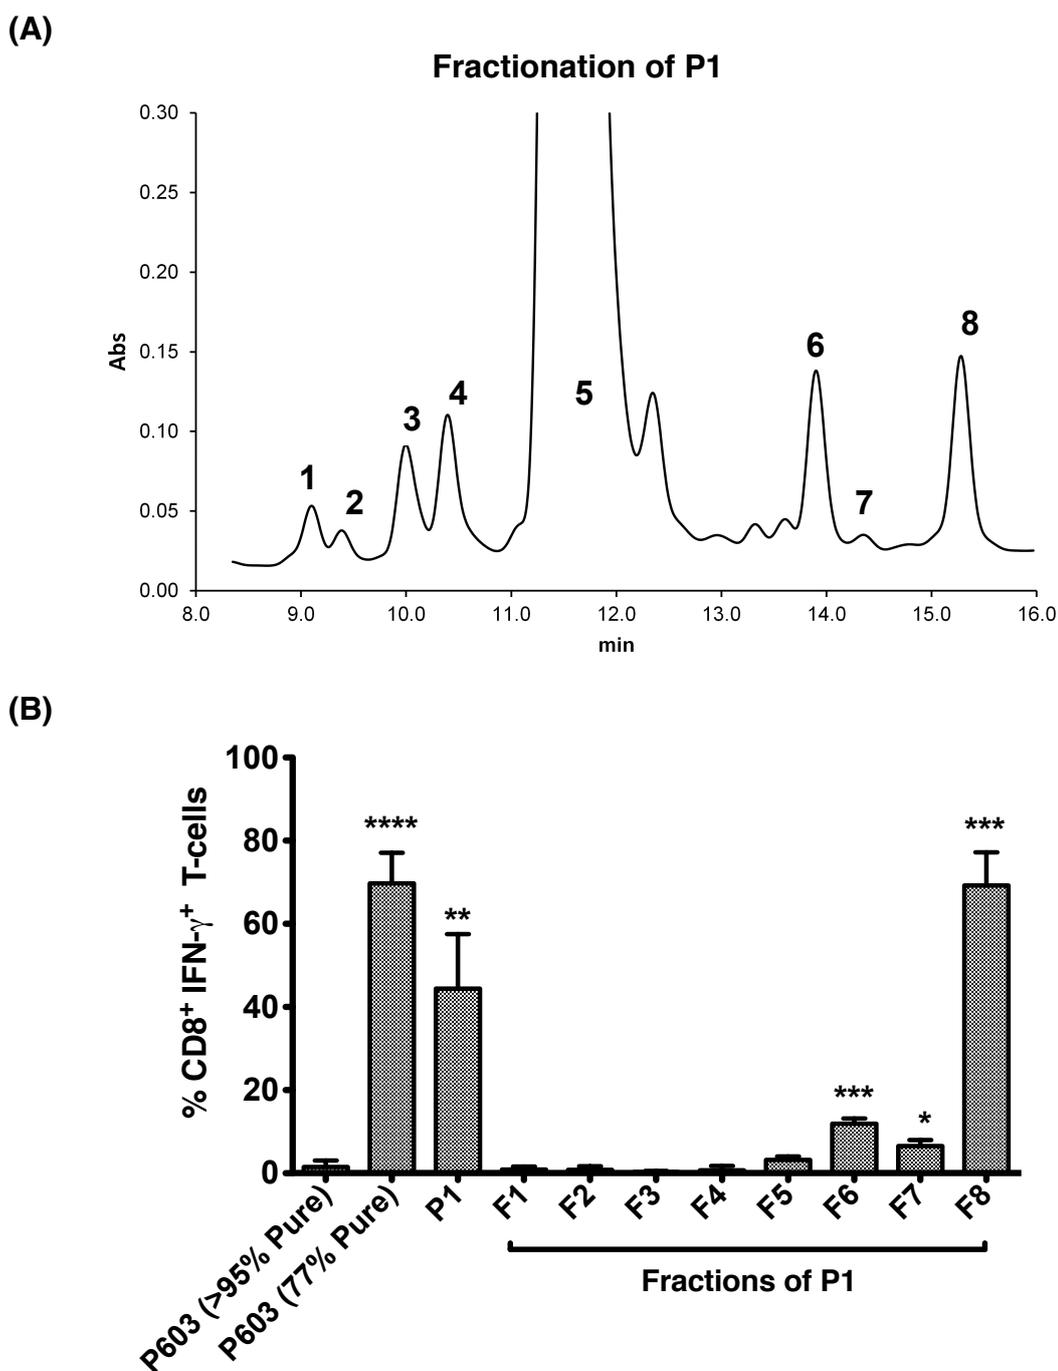 (A)
Fractionation of P1
0.30
0.25
0.20
0.15
0.10
0.05
0.00
Abs
1
2
3
4
5
6
7
8
8.0 9.0 10.0 11.0 12.0 13.0 14.0 15.0 16.0
min
(B)
% CD8+ IFN-γ+ T-cells
100
80
60
40
20
0
****
**
***
*
***
P603 (>95% Pure)
P603 (77% Pure)
P1
F1
F2
F3
F4
F5
F6
F7
F8
Fractions of P1